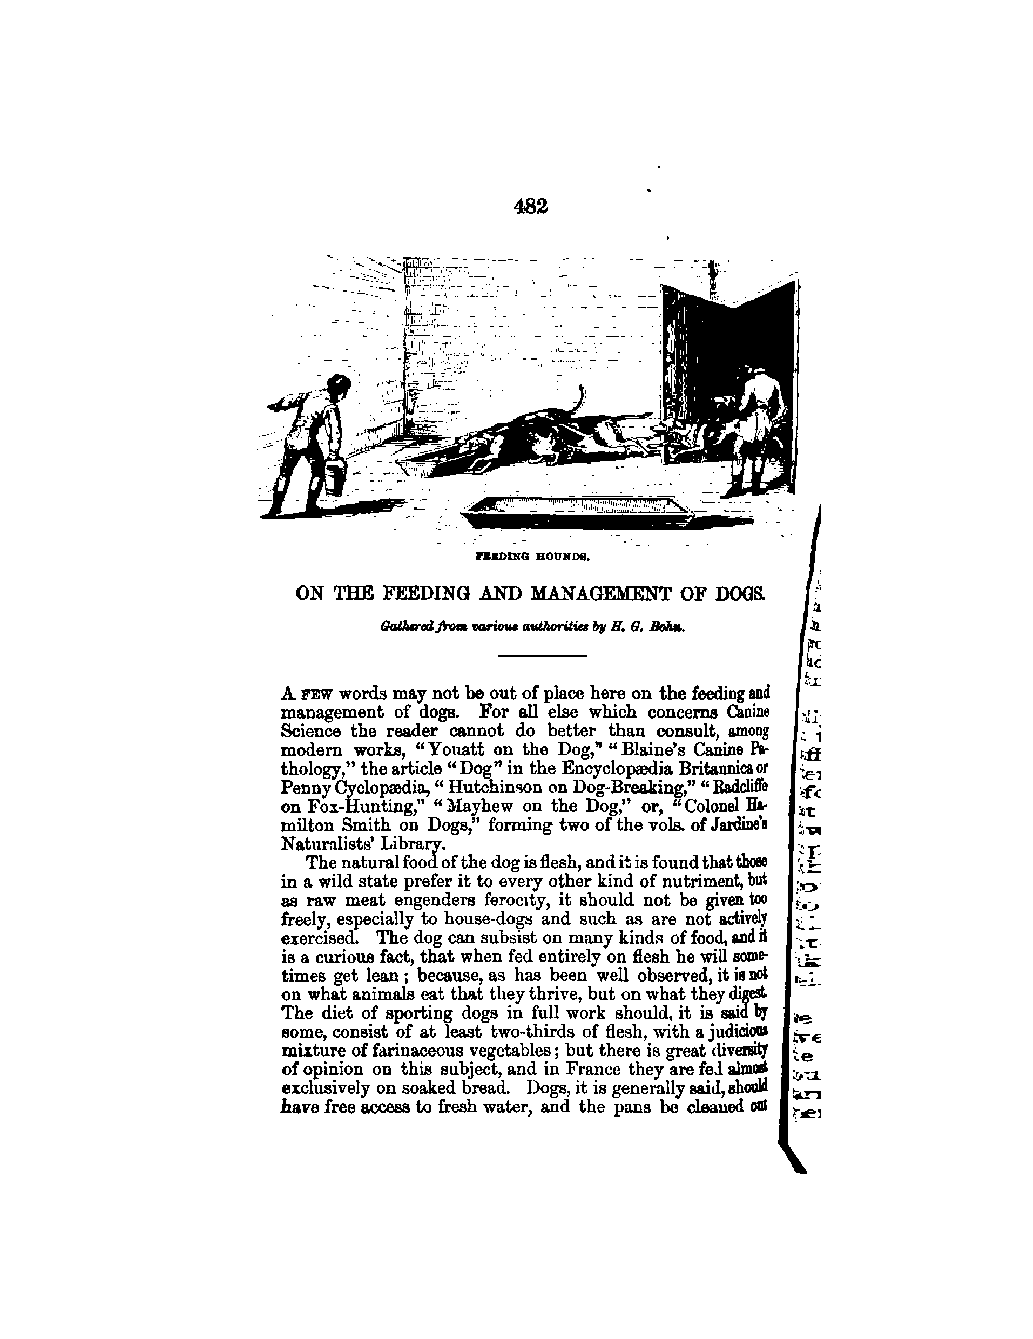 482
FEEDING HOUNDS.
ON THE FEEDING AND MANAGEMENT OF DOGS.
Gathered from various authorities by H. G. Bohn.
A FEW words may not be out of place here on the feeding and
management of dogs. For all else which concerns Canine
Science the reader cannot do better than consult, among
modern works, "Youatt on the Dog," "Blaine's Canine Pa-
thology," the article "Dog" in the Encyclopædia Britannica or
Penny Cyclopædia, "Hutchinson on Dog-Breaking," "Radcliffe
on Fox-Hunting," "Mayhew on the Dog," or, "Colonel Ha-
milton Smith on Dogs," forming two of the vols. of Jardine's
Naturalists' Library.
The natural food of the dog is flesh, and it is found that those
in a wild state prefer it to every other kind of nutriment, but
as raw meat engenders ferocity, it should not be given too
freely, especially to house-dogs and such as are not actively
exercised. The dog can subsist on many kinds of food, and it
is a curious fact, that when fed entirely on flesh he will some-
times get lean; because, as has been well observed, it is not
on what animals eat that they thrive, but on what they digest.
The diet of sporting dogs in full work should, it is said by
some, consist of at least two-thirds of flesh, with a judicious
mixture of farinaceous vegetables; but there is great diversity
of opinion on this subject, and in France they are fed almost
exclusively on soaked bread. Dogs, it is generally said, should
have free access to fresh water, and the pans be cleaned out